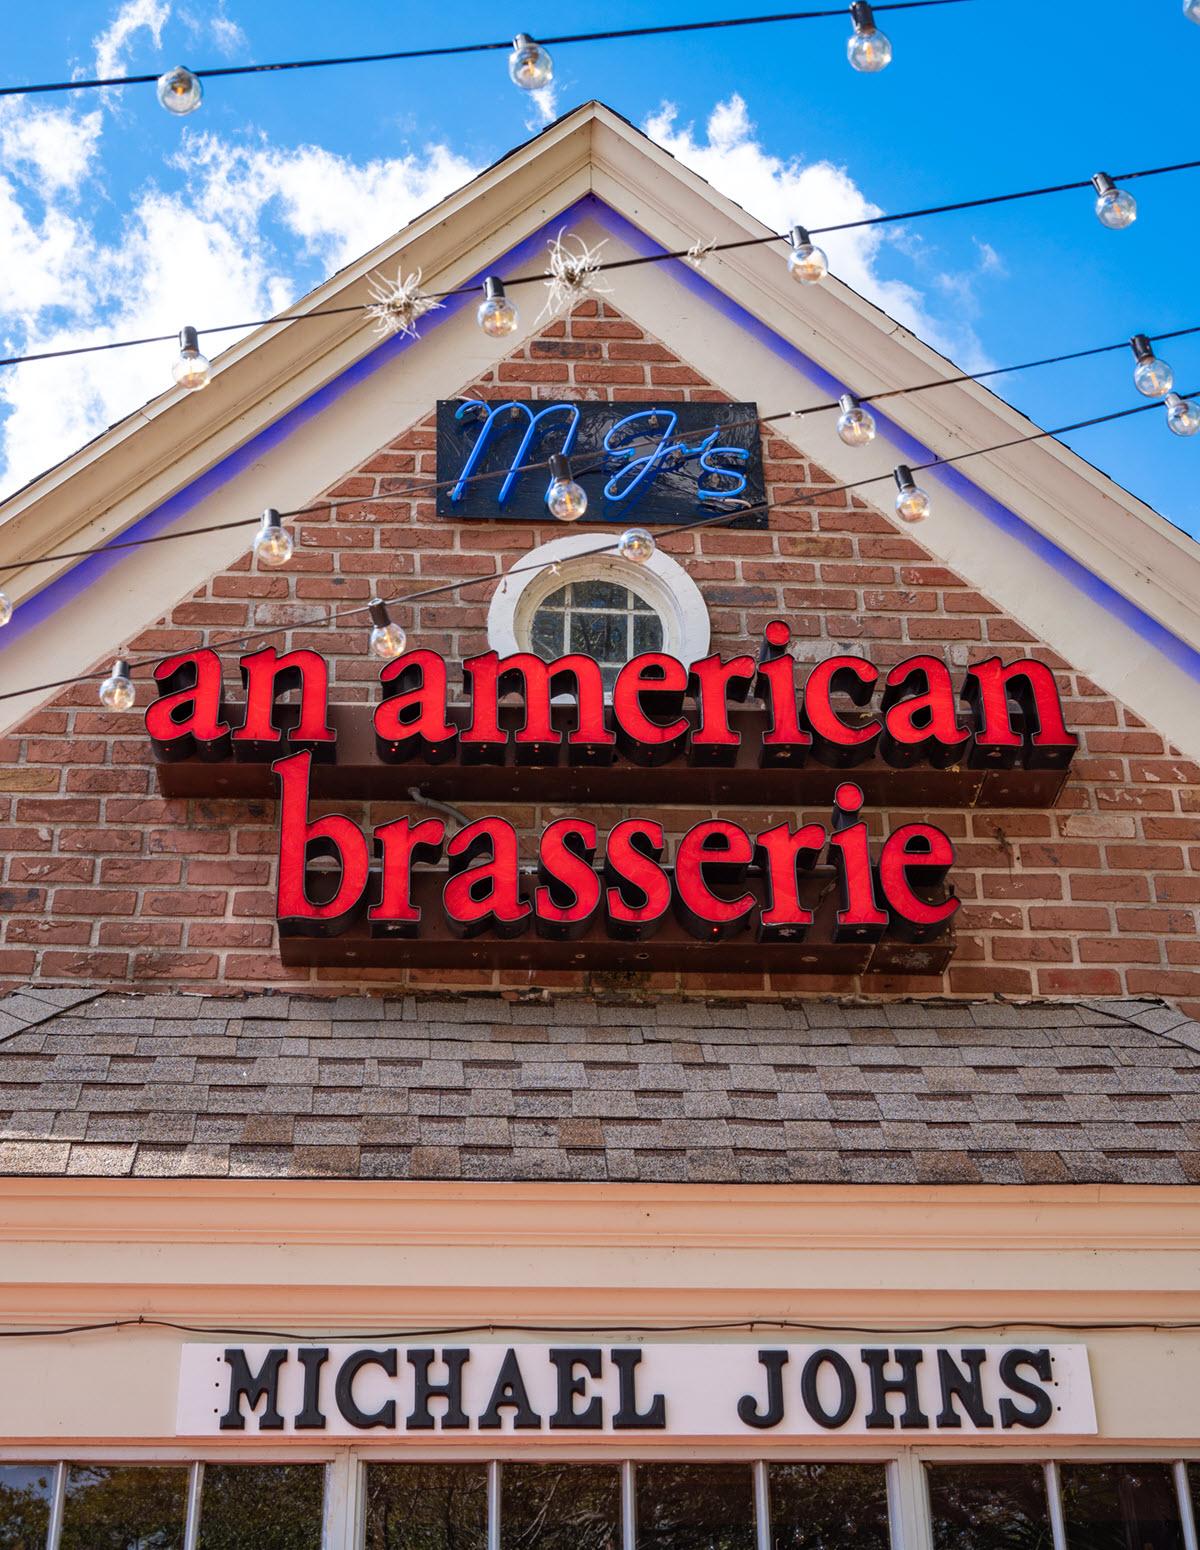 MJ's
an american
brasserie
MICHAEL JOHNS